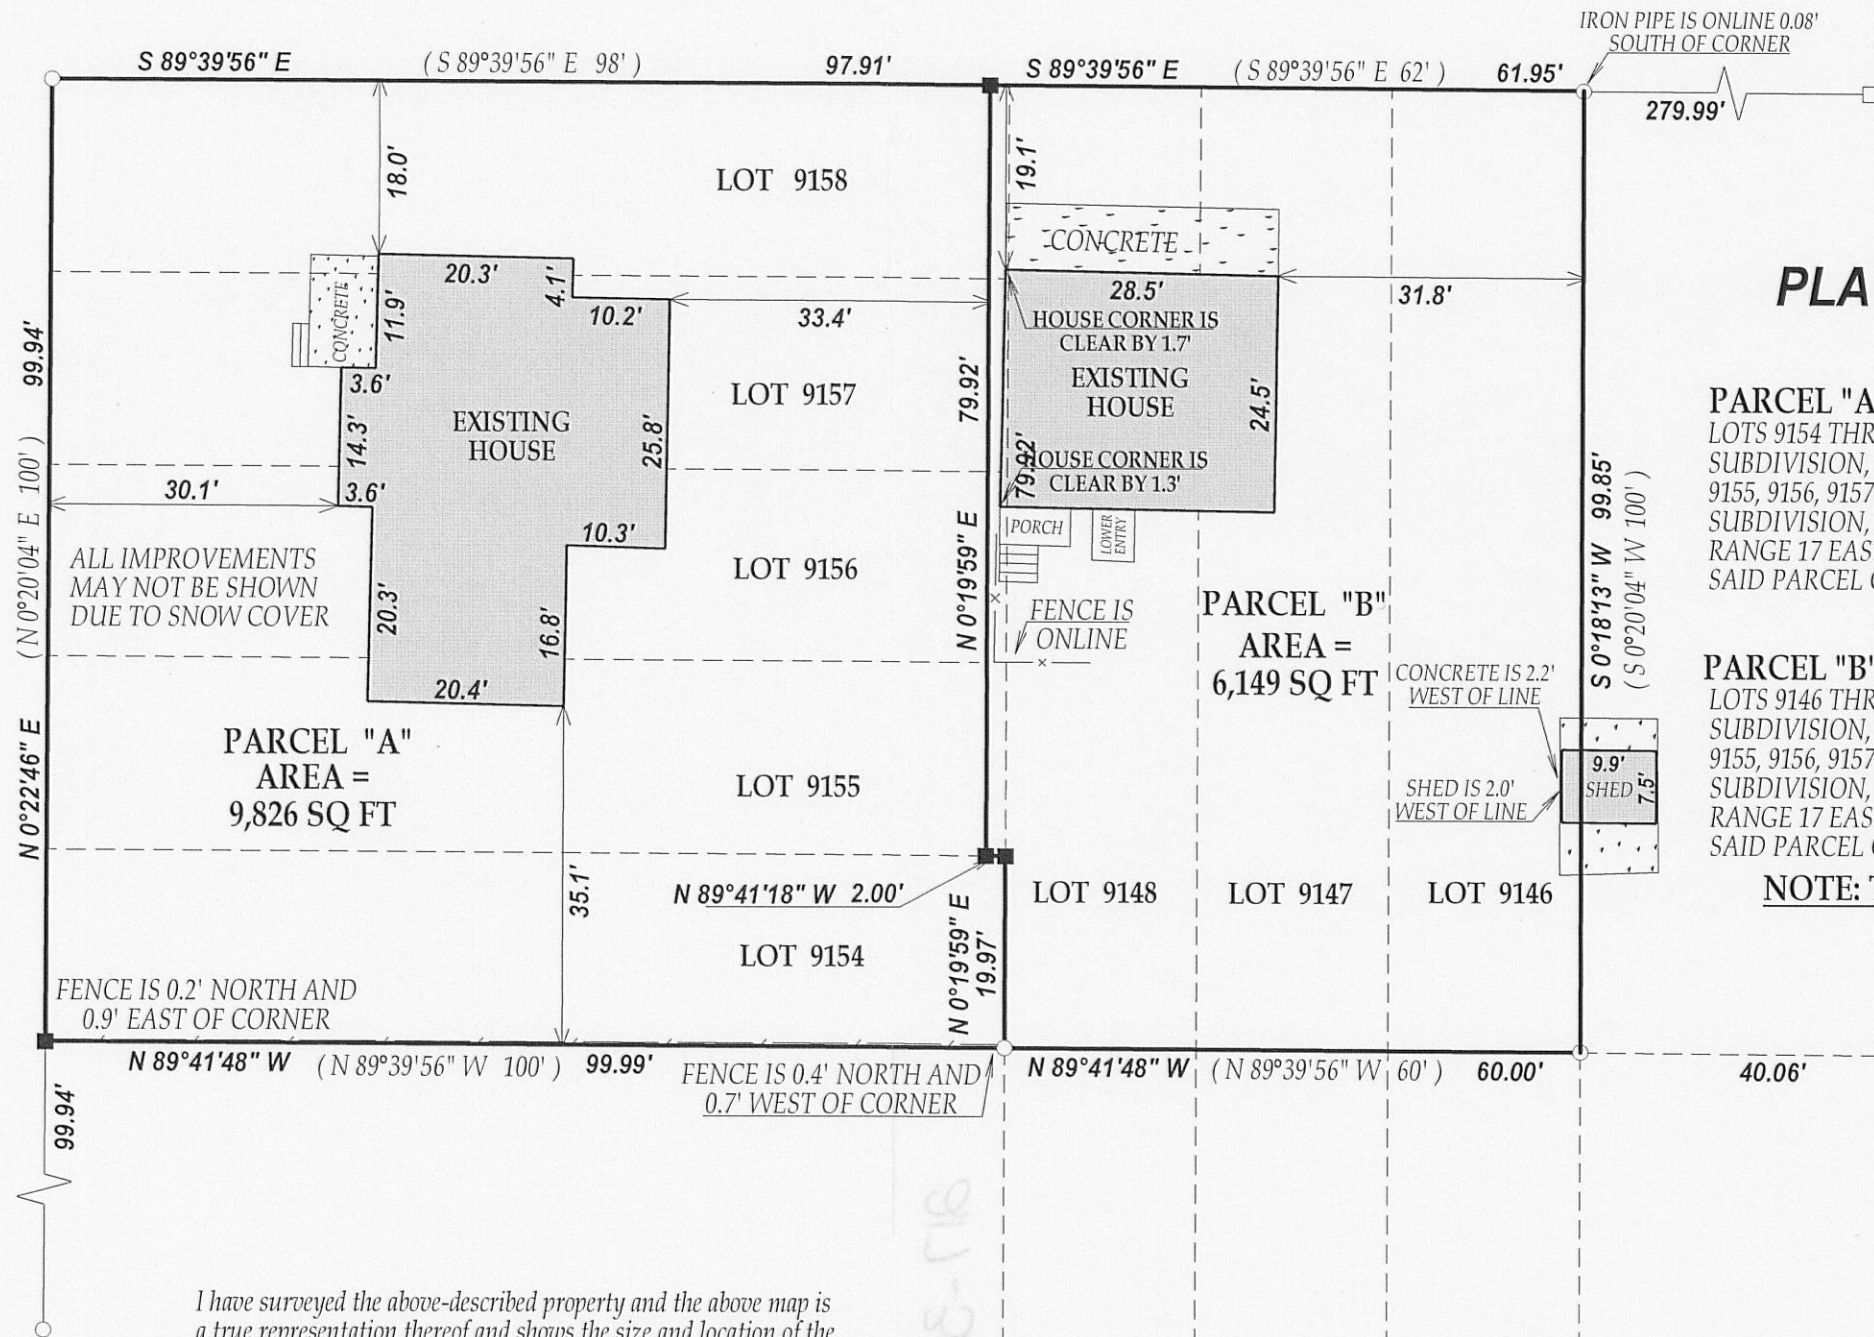 IRON PIPE IS ONLINE 0.08'
SOUTH OF CORNER
S 89°39'56" E
( S 89°39'56" E 98' )
97.91'
S 89°39'56" E
( S 89°39'56" E 62' )
61.95'
279.99'
18.0'
LOT 9158
19.1'
CONCRETE
20.3'
4.1'
10.2'
33.4'
11.9'
CONCRETE
28.5'
31.8'
HOUSE CORNER IS
CLEAR BY 1.7'
EXISTING
HOUSE
24.5'
PLA
99.94'
3.6'
LOT 9157
79.92'
EXISTING
HOUSE
14.3'
25.8'
79.92'
HOUSE CORNER IS
CLEAR BY 1.3'
PARCEL "A
LOTS 9154 THR
SUBDIVISION,
9155, 9156, 9157
SUBDIVISION,
RANGE 17 EAS
SAID PARCEL
( N 0°20'04" E 100' )
30.1'
3.6'
10.3'
N 0°19'59" E
PORCH
LOWER
ENTRY
S 0°18'13" W 99.85'
( S 0°20'04" W 100' )
ALL IMPROVEMENTS
MAY NOT BE SHOWN
DUE TO SNOW COVER
20.3'
16.8'
LOT 9156
FENCE IS
ONLINE
PARCEL "B"
AREA =
6,149 SQ FT
20.4'
CONCRETE IS 2.2'
WEST OF LINE
PARCEL "B"
LOTS 9146 THR
SUBDIVISION,
9155, 9156, 9157
SUBDIVISION,
RANGE 17 EAS
SAID PARCEL
NOTE:
N 0°22'46" E
PARCEL "A"
AREA =
9,826 SQ FT
LOT 9155
9.9'
SHED
7.5'
SHED IS 2.0'
WEST OF LINE
35.1'
N 89°41'18" W 2.00'
LOT 9148
LOT 9147
LOT 9146
N 0°19'59" E
19.97'
LOT 9154
FENCE IS 0.2' NORTH AND
0.9' EAST OF CORNER
N 89°41'48" W
( N 89°39'56" W 100' )
99.99'
FENCE IS 0.4' NORTH AND
0.7' WEST OF CORNER
N 89°41'48" W
( N 89°39'56" W 60' )
60.00'
40.06'
99.94'
I have surveyed the above-described property and the above map is
a true representation thereof and shows the size and location of the